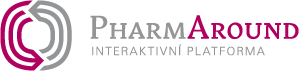 PharmAround
INTERAKTIVNÍ PLATFORMA